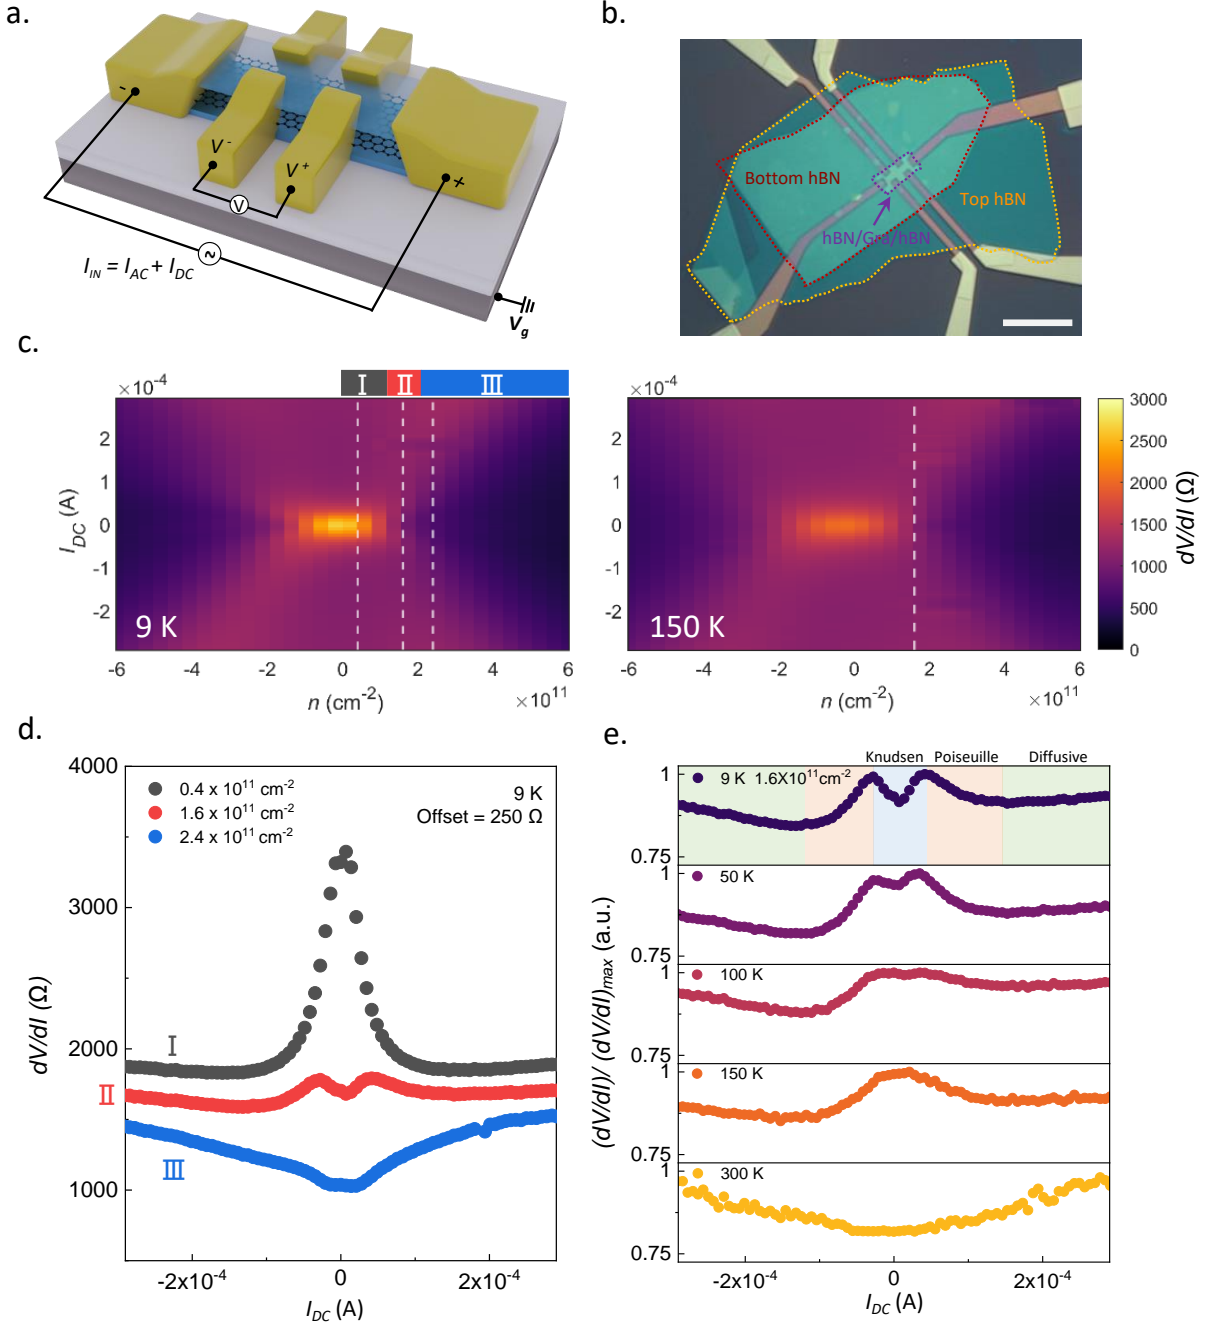 a.
-
V-
V+
+
V
~
I_IN = I_AC + I_DC
V_g
b.
Bottom hBN
Top hBN
hBN/Gra/hBN
c.
×10^-4
I
II
III
2
1
0
-1
-2
I_DC (A)
9 K
-6 -4 -2 0 2 4 6
n (cm^-2)
×10^11
×10^-4
2
1
0
-1
-2
150 K
-6 -4 -2 0 2 4 6
n (cm^-2)
×10^11
3000
2500
2000
1500
1000
500
0
dV/dI (Ω)
d.
4000
3000
2000
1000
dV/dI (Ω)
0.4 x 10^11 cm^-2
1.6 x 10^11 cm^-2
2.4 x 10^11 cm^-2
9 K
Offset = 250 Ω
I
II
III
-2x10^-4
0
2x10^-4
I_DC (A)
e.
Knudsen Poiseuille Diffusive
1
9 K 1.6X10^11cm^-2
0.75
1
50 K
0.75
1
100 K
0.75
1
150 K
0.75
1
300 K
0.75
(dV/dI)/ (dV/dI)_max (a.u.)
-2x10^-4
0
2x10^-4
I_DC (A)